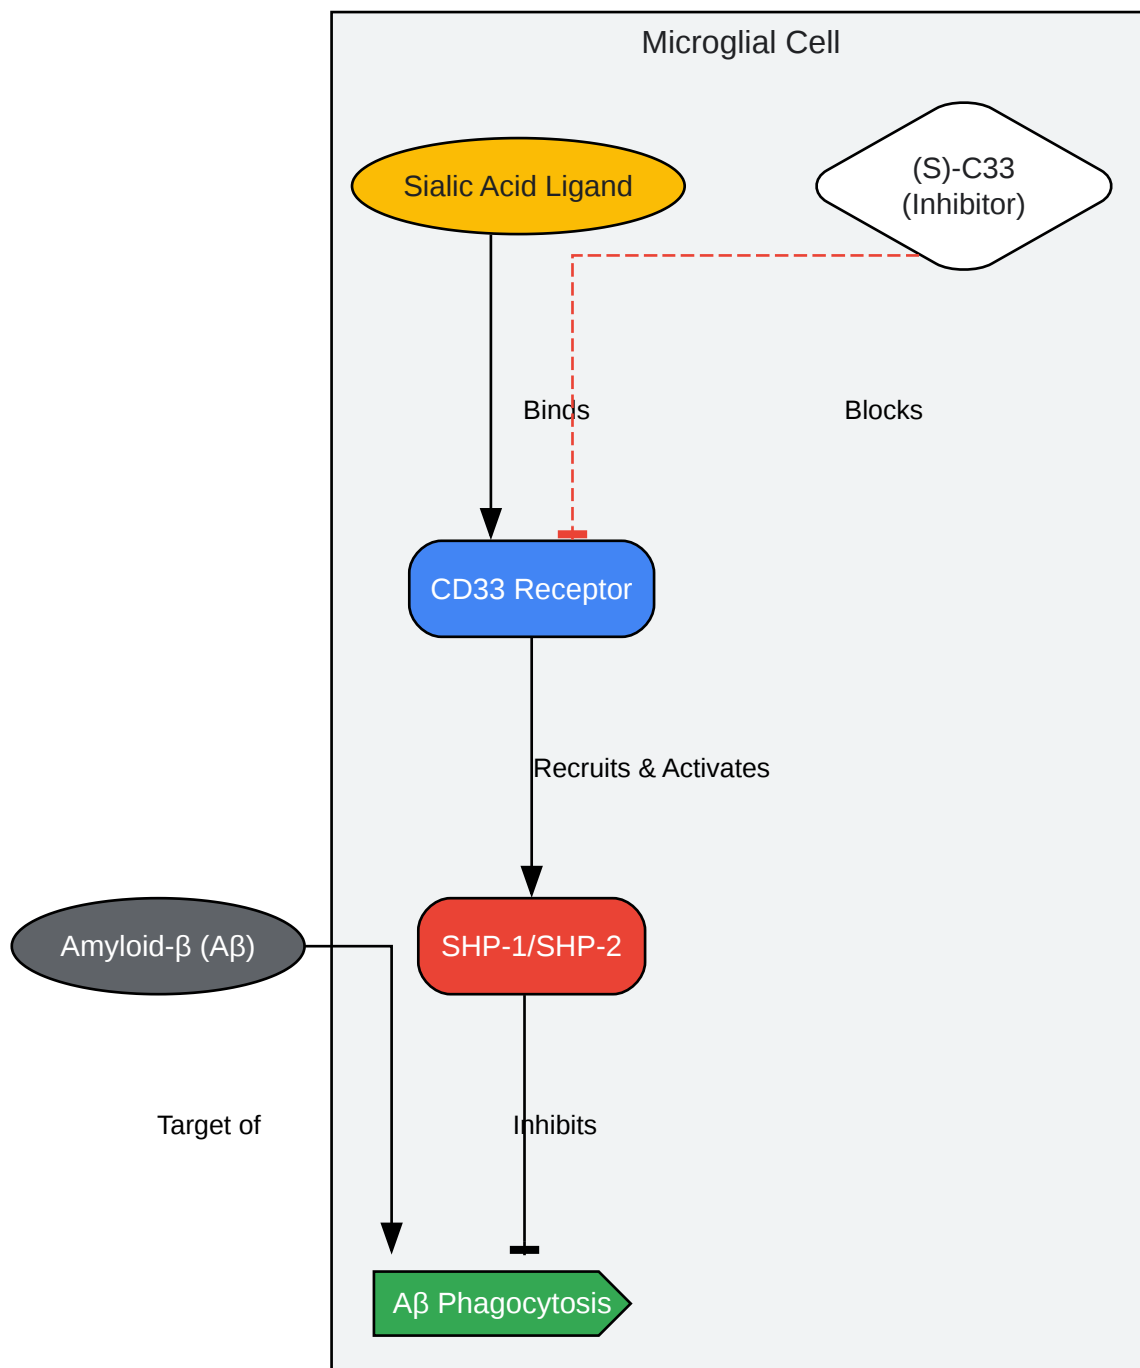 Microglial Cell
Sialic Acid Ligand
(S)-C33
(Inhibitor)
Binds
Blocks
CD33 Receptor
Recruits & Activates
Amyloid-β (Aβ)
SHP-1/SHP-2
Target of
Inhibits
Aβ Phagocytosis